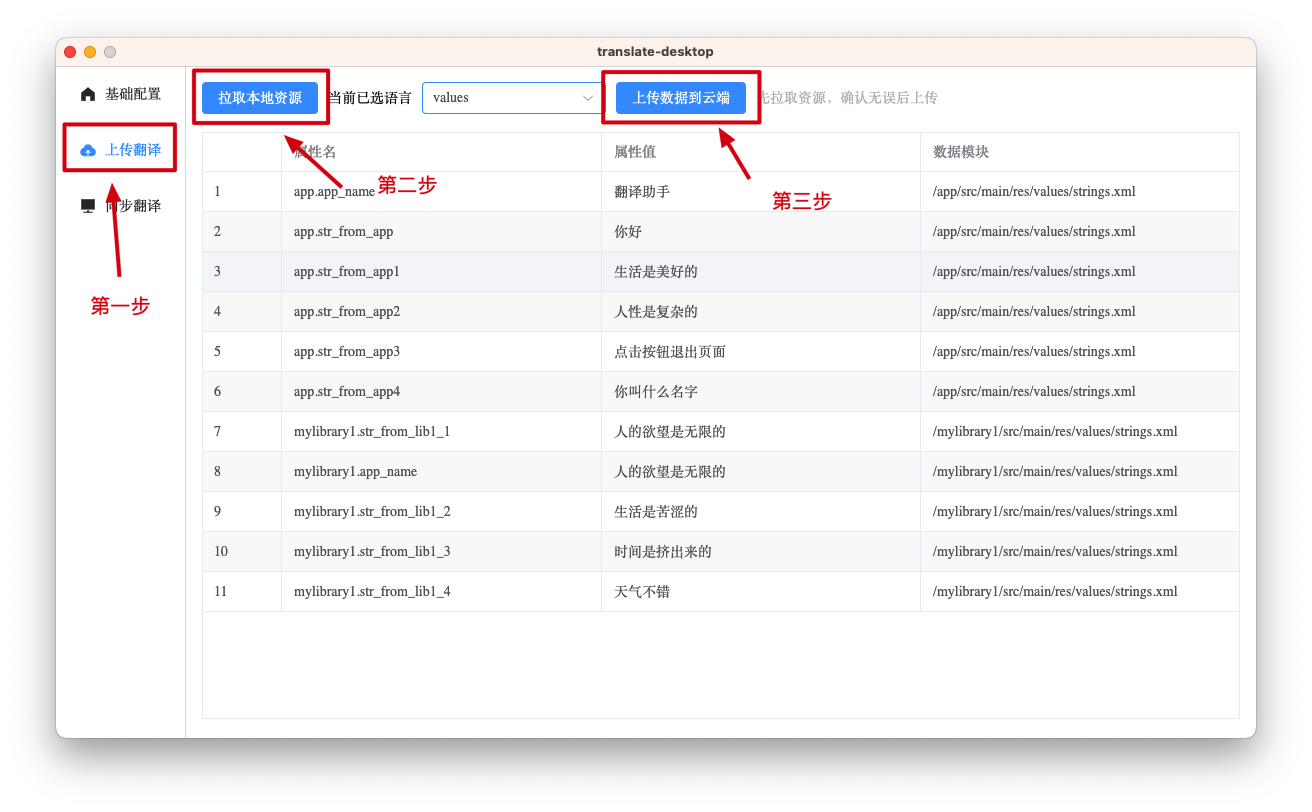 translate-desktop
基础配置
上传翻译
同步翻译
第一步
拉取本地资源 当前已选语言 values 上传数据到云端 先拉取资源，确认无误后上传
第二步
第三步
属性名 属性值 数据模块
1 app.app_name 翻译助手 /app/src/main/res/values/strings.xml
2 app.str_from_app 你好 /app/src/main/res/values/strings.xml
3 app.str_from_app1 生活是美好的 /app/src/main/res/values/strings.xml
4 app.str_from_app2 人性是复杂的 /app/src/main/res/values/strings.xml
5 app.str_from_app3 点击按钮退出页面 /app/src/main/res/values/strings.xml
6 app.str_from_app4 你叫什么名字 /app/src/main/res/values/strings.xml
7 mylibrary1.str_from_lib1_1 人的欲望是无限的 /mylibrary1/src/main/res/values/strings.xml
8 mylibrary1.app_name 人的欲望是无限的 /mylibrary1/src/main/res/values/strings.xml
9 mylibrary1.str_from_lib1_2 生活是苦涩的 /mylibrary1/src/main/res/values/strings.xml
10 mylibrary1.str_from_lib1_3 时间是挤出来的 /mylibrary1/src/main/res/values/strings.xml
11 mylibrary1.str_from_lib1_4 天气不错 /mylibrary1/src/main/res/values/strings.xml